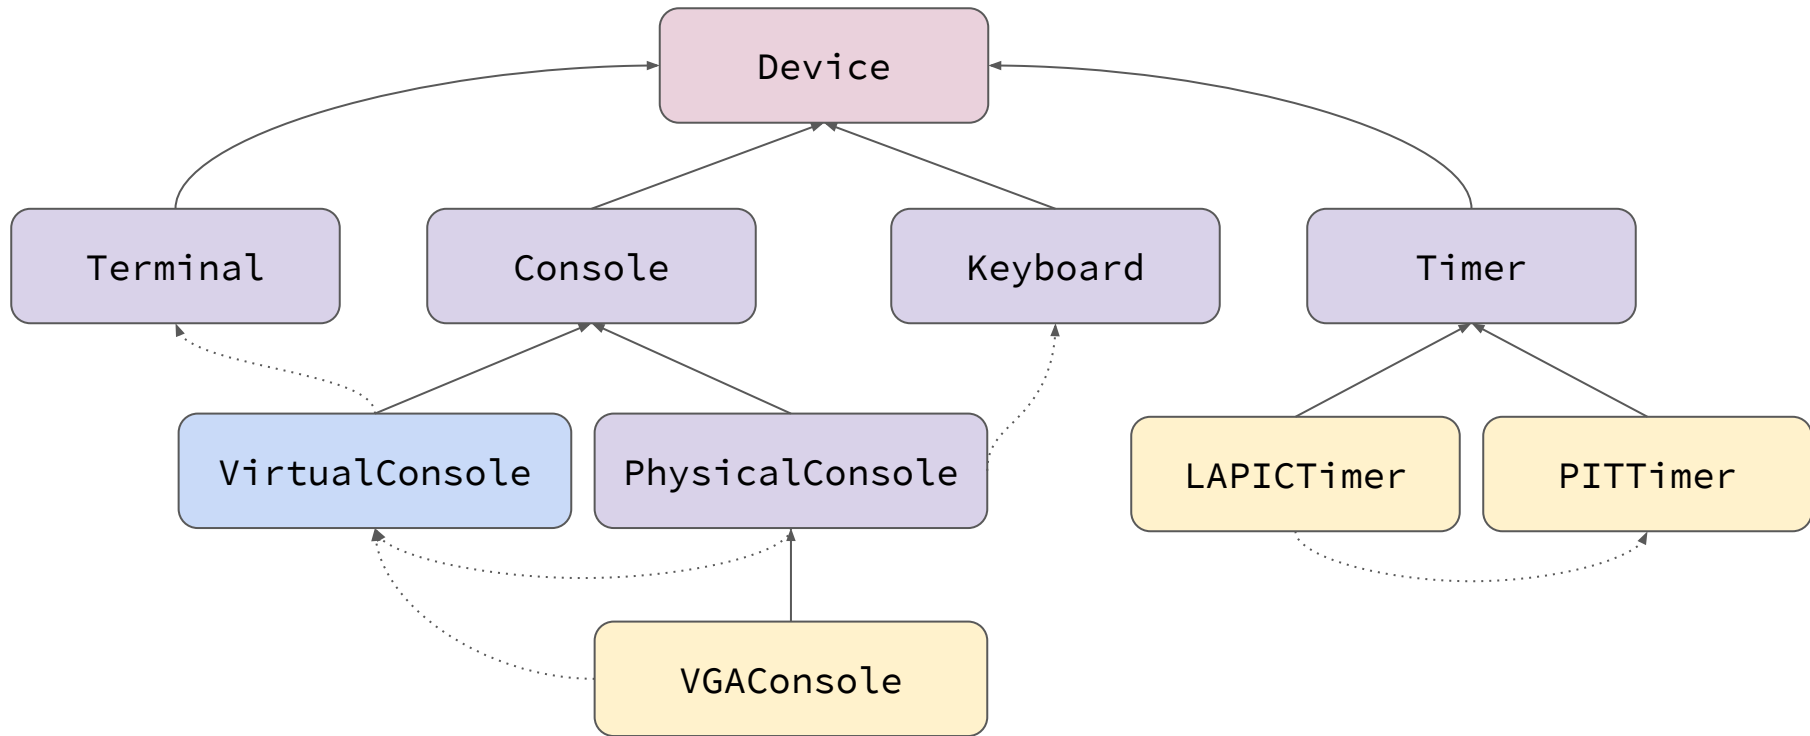 Device
Terminal
Console
Keyboard
Timer
VirtualConsole
PhysicalConsole
LAPICTimer
PITTimer
VGAConsole